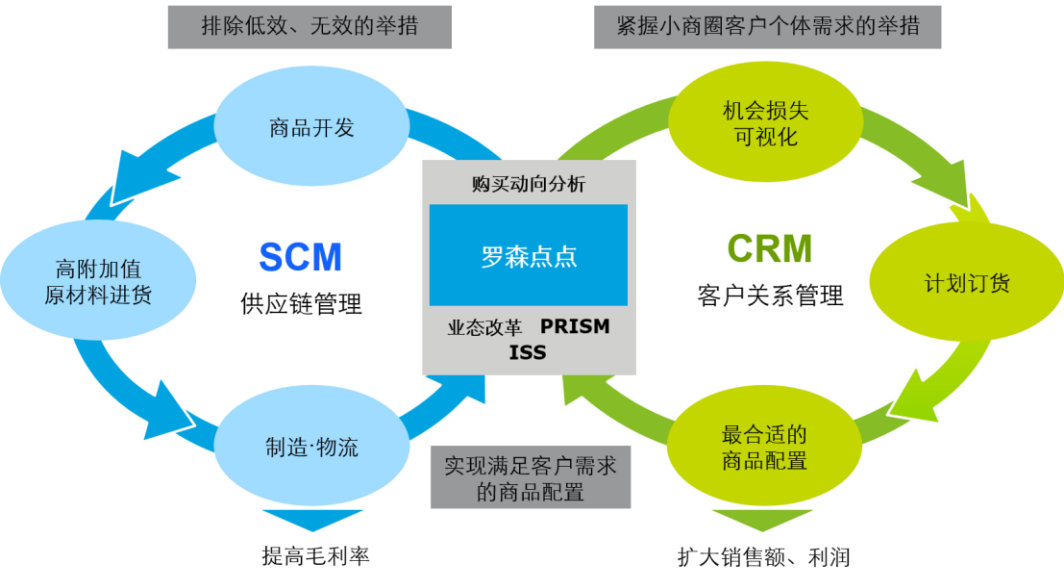 排除低效、无效的举措
紧握小商圈客户个体需求的举措
商品开发
机会损失
可视化
购买动向分析
罗森点点
SCM
供应链管理
CRM
客户关系管理
高附加值
原材料进货
计划订货
业态改革 PRISM
ISS
制造·物流
最合适的
商品配置
实现满足客户需求
的商品配置
提高毛利率
扩大销售额、利润